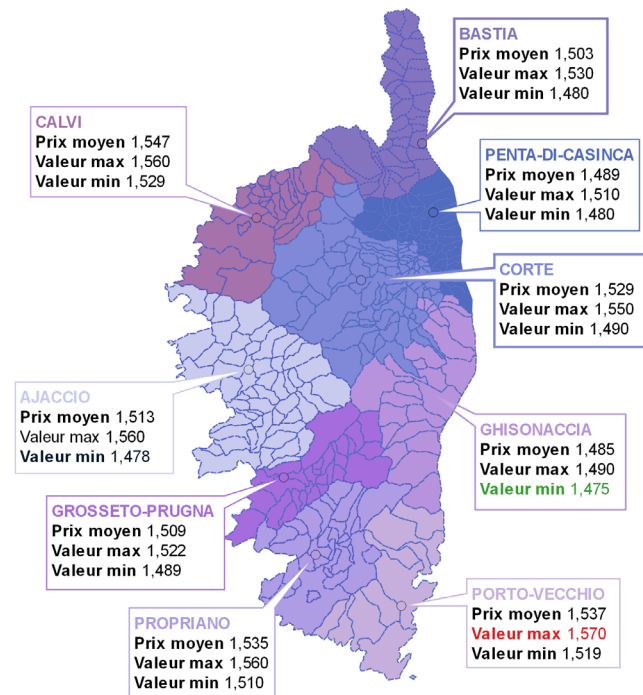 BASTIA
Prix moyen 1,503
Valeur max 1,530
Valeur min 1,480
CALVI
Prix moyen 1,547
Valeur max 1,560
Valeur min 1,529
PENTA-DI-CASINCA
Prix moyen 1,489
Valeur max 1,510
Valeur min 1,480
CORTE
Prix moyen 1,529
Valeur max 1,550
Valeur min 1,490
AJACCIO
Prix moyen 1,513
Valeur max 1,560
Valeur min 1,478
GHISONACCIA
Prix moyen 1,485
Valeur max 1,490
Valeur min 1,475
GROSSETO-PRUGNA
Prix moyen 1,509
Valeur max 1,522
Valeur min 1,489
PORTO-VECCHIO
Prix moyen 1,537
Valeur max 1,570
Valeur min 1,519
PROPRIANO
Prix moyen 1,535
Valeur max 1,560
Valeur min 1,510